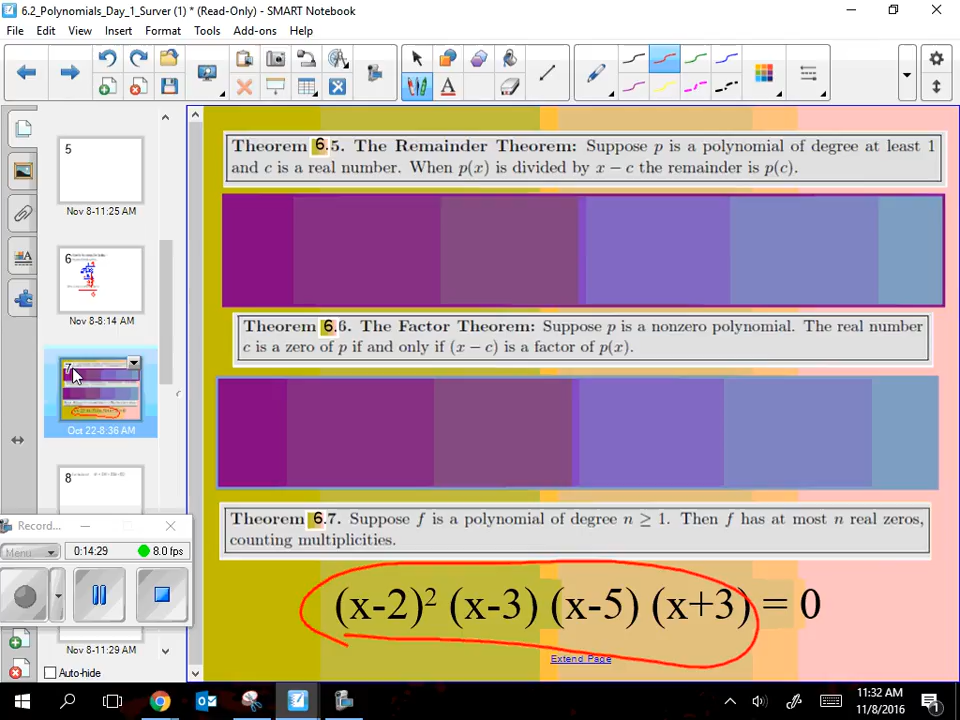 6.2_Polynomials_Day_1_Surver (1) * (Read-Only) - SMART Notebook
File Edit View Insert Format Tools Add-ons Help
Theorem 6.5. The Remainder Theorem: Suppose p is a polynomial of degree at least 1
and c is a real number. When p(x) is divided by x − c the remainder is p(c).
Theorem 6.6. The Factor Theorem: Suppose p is a nonzero polynomial. The real number
c is a zero of p if and only if (x − c) is a factor of p(x).
Theorem 6.7. Suppose f is a polynomial of degree n ≥ 1. Then f has at most n real zeros,
counting multiplicities.
(x-2)² (x-3) (x-5) (x+3) = 0
Extend Page
5
Nov 8-11:25 AM
6
Nov 8-8:14 AM
7
Oct 22-8:36 AM
8
Record...
Menu
0:14:29
8.0 fps
Nov 8-11:29 AM
Auto-hide
11:32 AM
11/8/2016
1